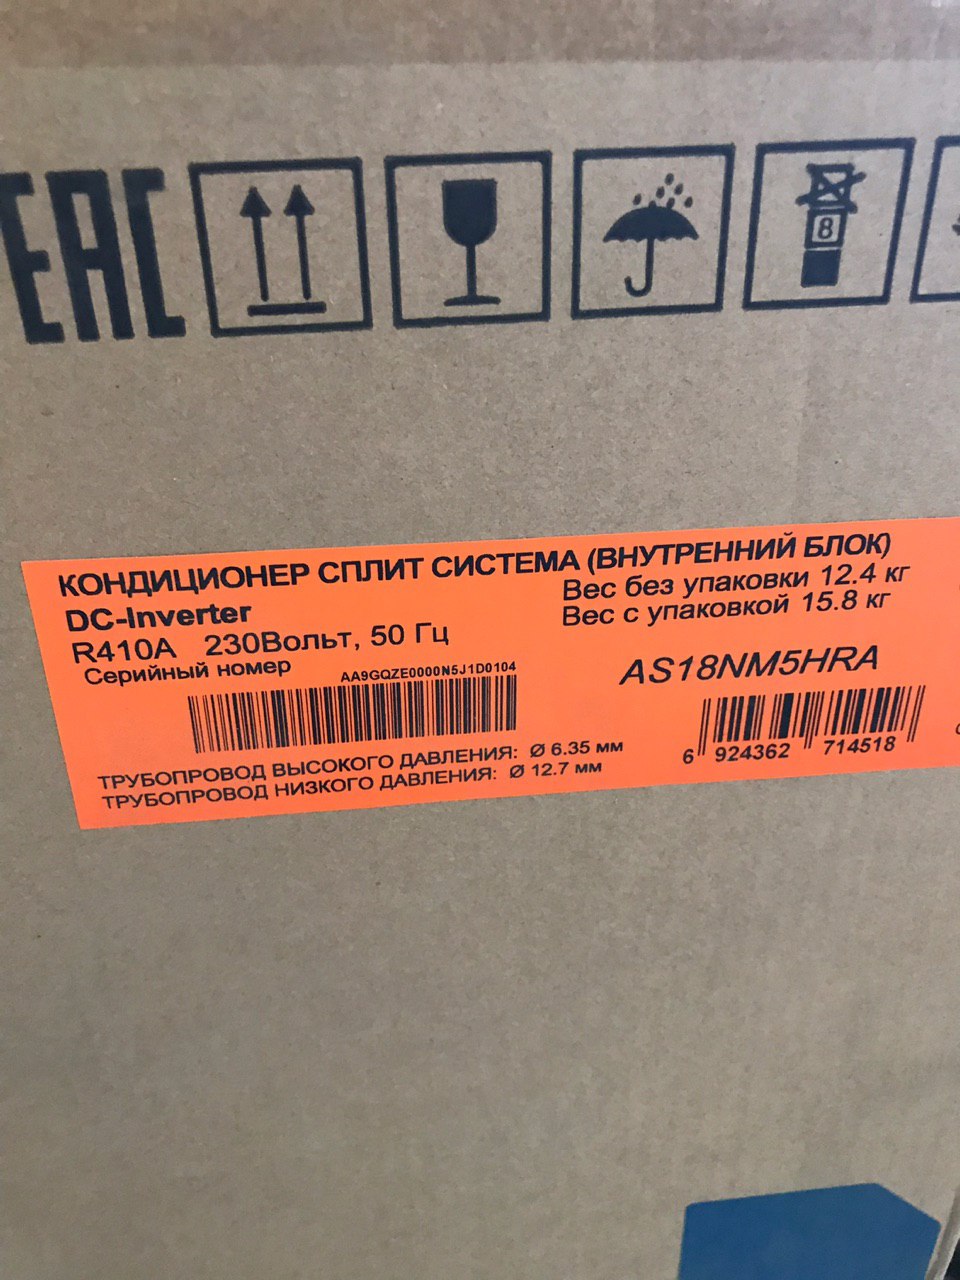 EAC
8
КОНДИЦИОНЕР СПЛИТ СИСТЕМА (ВНУТРЕННИЙ БЛОК)
DC-Inverter
Вес без упаковки 12.4 кг
R410A 230Вольт, 50 Гц
Вес с упаковкой 15.8 кг
Серийный номер
AA9GQZE0000N5J1D0104
AS18NM5HRA
6 924362 714518
ТРУБОПРОВОД ВЫСОКОГО ДАВЛЕНИЯ: Ø 6.35 мм
ТРУБОПРОВОД НИЗКОГО ДАВЛЕНИЯ: Ø 12.7 мм